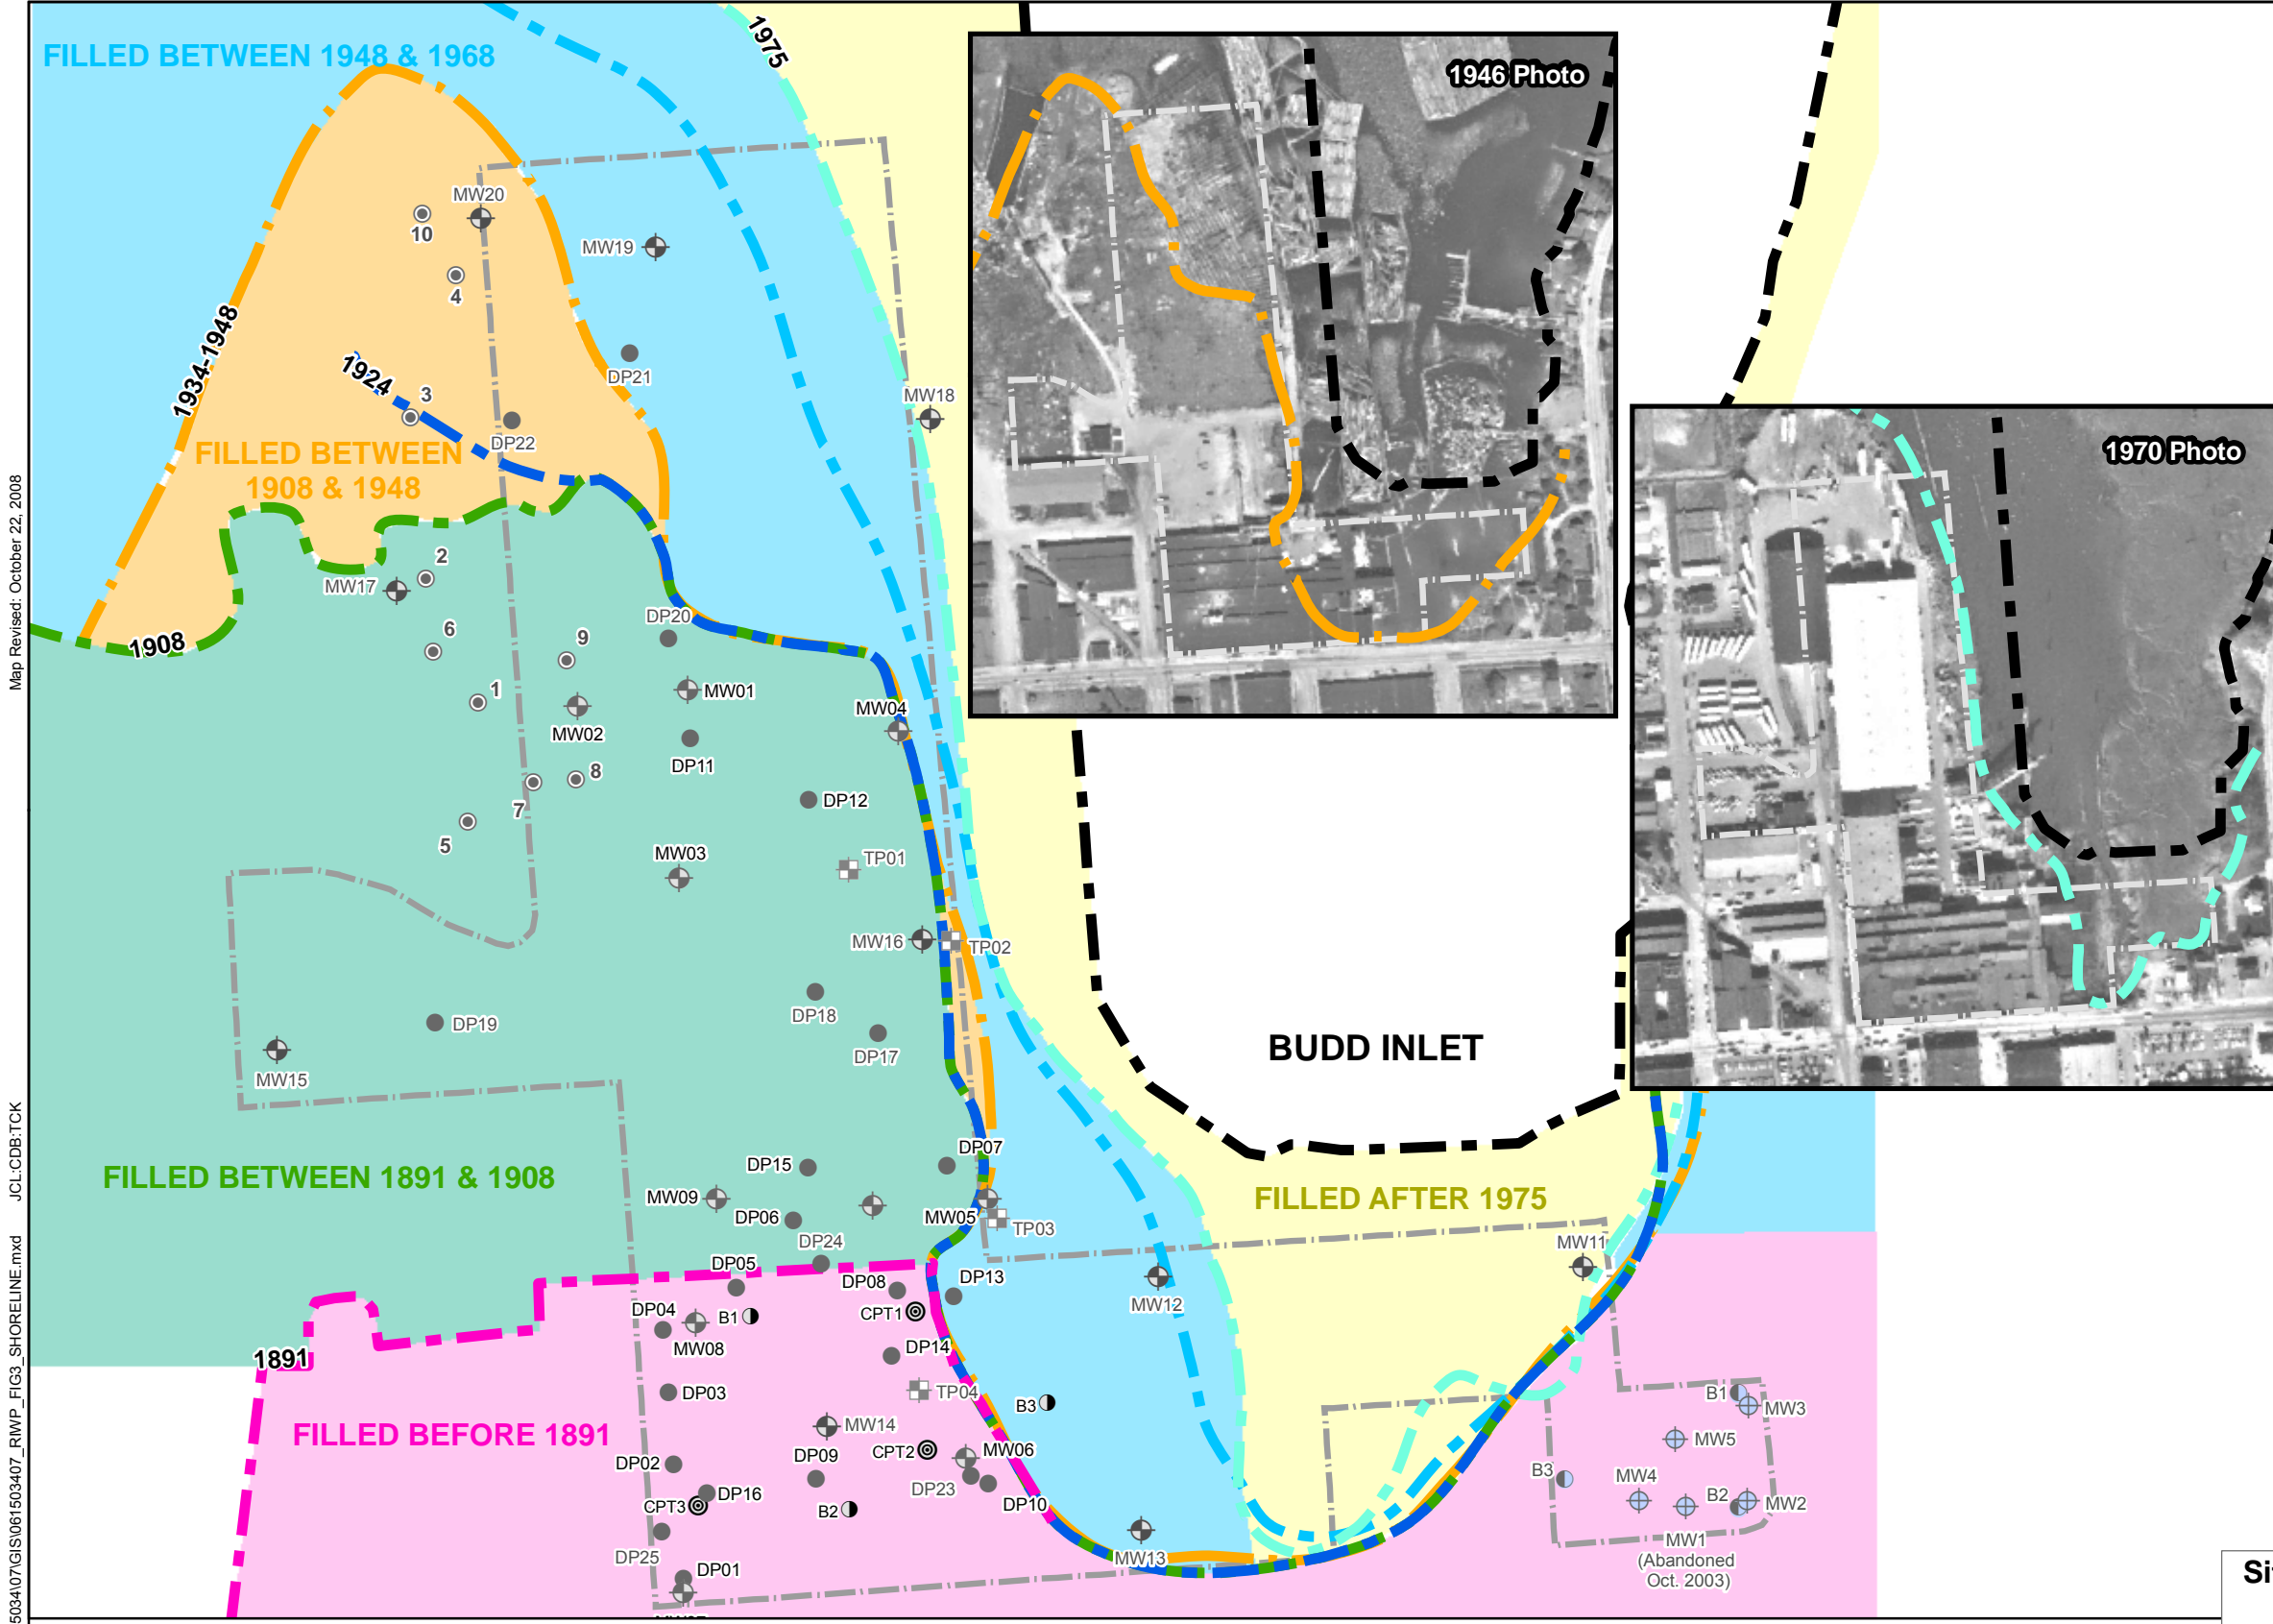 FILLED BETWEEN 1948 & 1968
1975
1946 Photo
MW20
10
MW19
4
1934-1948
1924
3
DP21
MW18
DP22
FILLED BETWEEN
1908 & 1948
1970 Photo
Map Revised: October 22, 2008
2
MW17
1908
6
9
DP20
1
MW01
MW02
MW04
DP11
8
7
DP12
5
MW03
TP01
MW16
TP02
DP18
DP19
DP17
MW15
BUDD INLET
JCL:CDB:TCK
DP07
DP15
FILLED BETWEEN 1891 & 1908
MW09
DP06
MW05
TP03
FILLED AFTER 1975
DP24
MW11
DP05
DP08
DP13
MW12
DP04
B1
CPT1
MW08
DP14
1891
DP03
TP04
B3
B1
MW3
FILLED BEFORE 1891
MW14
CPT2
MW06
MW5
DP02
DP09
DP23
B3
MW4
B2
MW2
CPT3
DP16
B2
DP10
MW1
(Abandoned
Oct. 2003)
DP25
MW13
DP01
503407\GIS\061503407_RWP_FIG3_SHORELINE.mxd